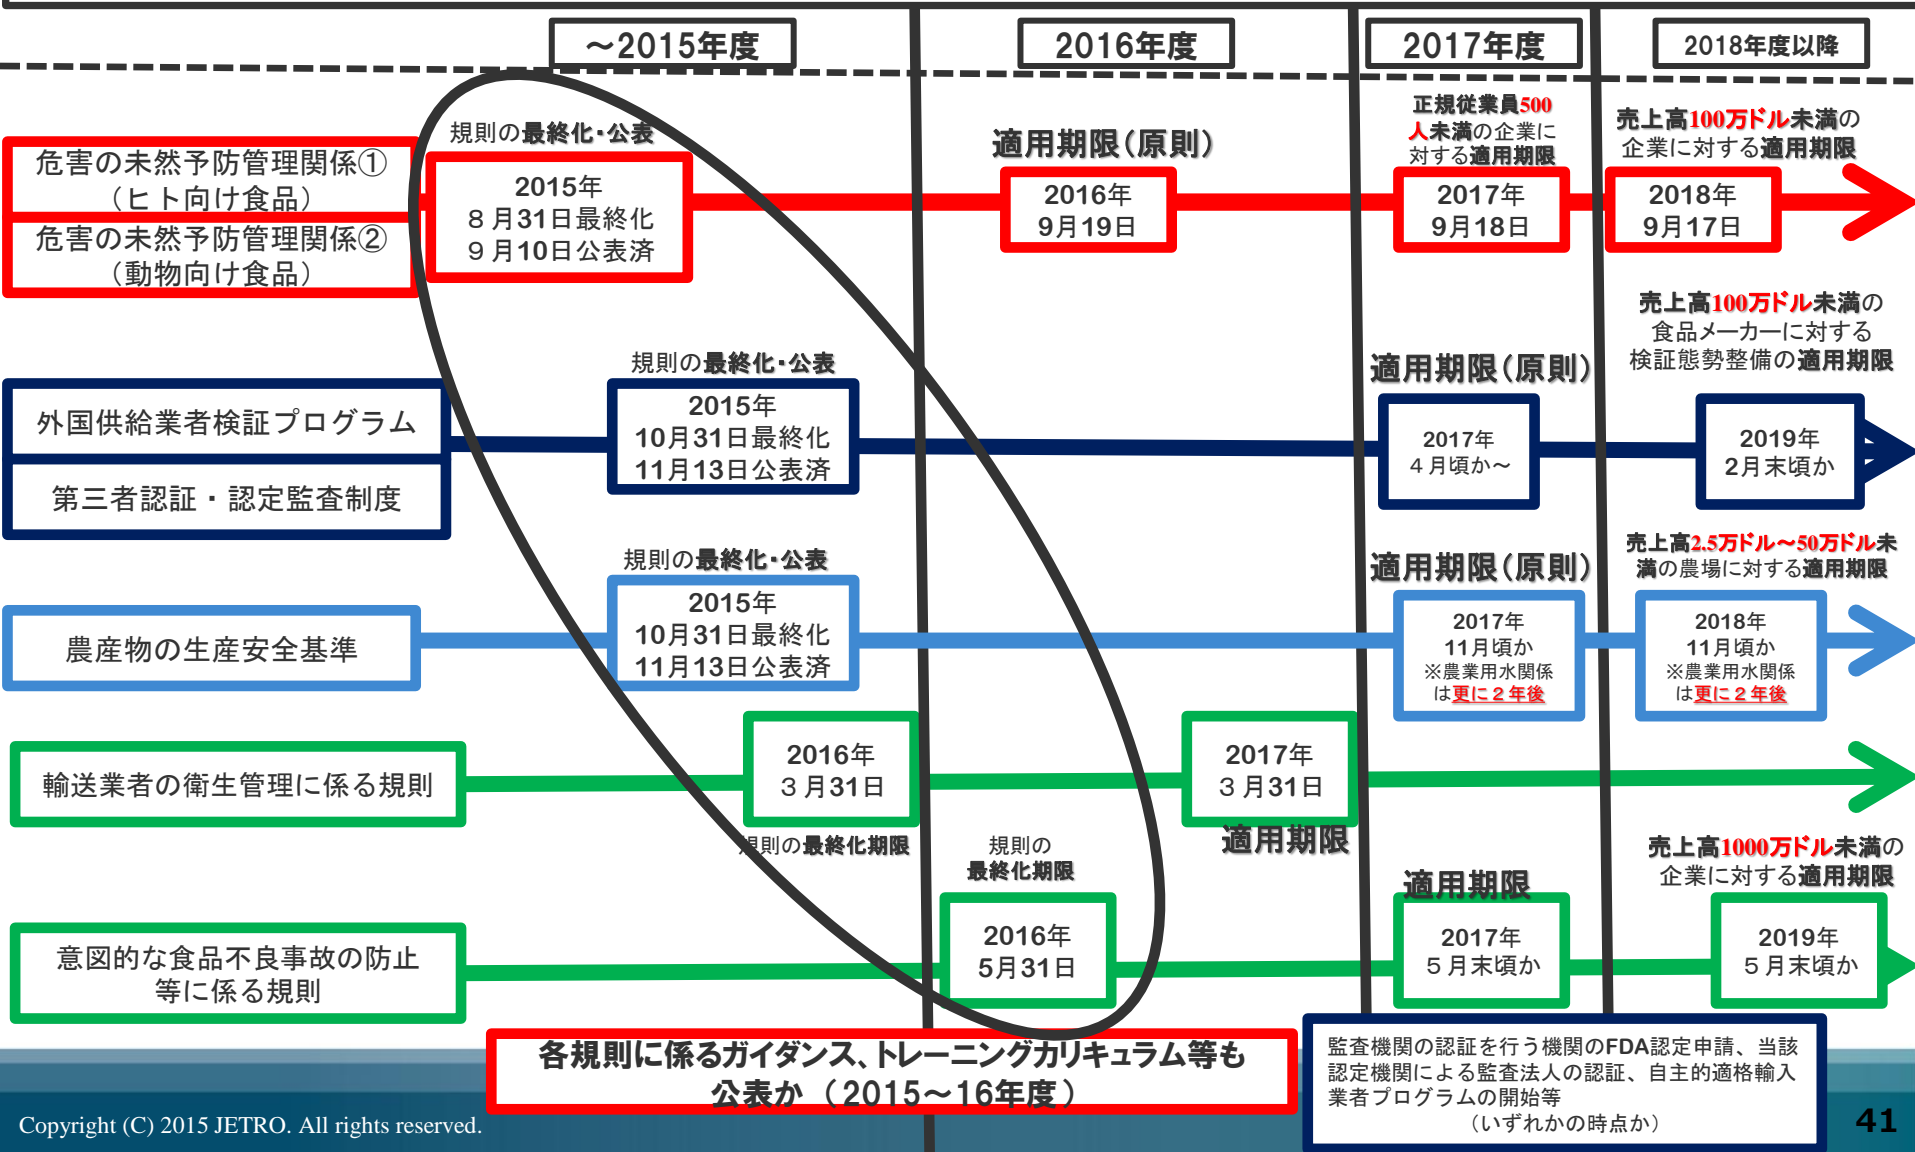 ～2015年度
2016年度
2017年度
2018年度以降
危害の未然予防管理関係①
（ヒト向け食品）
危害の未然予防管理関係②
（動物向け食品）
規則の最終化・公表
2015年
８月31日最終化
９月10日公表済
適用期限（原則）
2016年
9月19日
正規従業員500
人未満の企業に
対する適用期限
2017年
9月18日
売上高100万ドル未満の
企業に対する適用期限
2018年
9月17日
外国供給業者検証プログラム
第三者認証・認定監査制度
規則の最終化・公表
2015年
10月31日最終化
11月13日公表済
適用期限（原則）
2017年
４月頃か～
売上高100万ドル未満の
食品メーカーに対する
検証態勢整備の適用期限
2019年
2月末頃か
農産物の生産安全基準
規則の最終化・公表
2015年
10月31日最終化
11月13日公表済
適用期限（原則）
2017年
11月頃か
※農業用水関係
は更に２年後
売上高2.5万ドル～50万ドル未
満の農場に対する適用期限
2018年
11月頃か
※農業用水関係
は更に２年後
輸送業者の衛生管理に係る規則
2016年
３月31日
規則の最終化期限
2017年
３月31日
適用期限
意図的な食品不良事故の防止
等に係る規則
規則の
最終化期限
2016年
5月31日
適用期限
2017年
５月末頃か
売上高1000万ドル未満の
企業に対する適用期限
2019年
５月末頃か
各規則に係るガイダンス、トレーニングカリキュラム等も
公表か（2015～16年度）
監査機関の認証を行う機関のFDA認定申請、当該
認定機関による監査法人の認証、自主的適格輸入
業者プログラムの開始等
（いずれかの時点か）
Copyright (C) 2015 JETRO. All rights reserved.
41